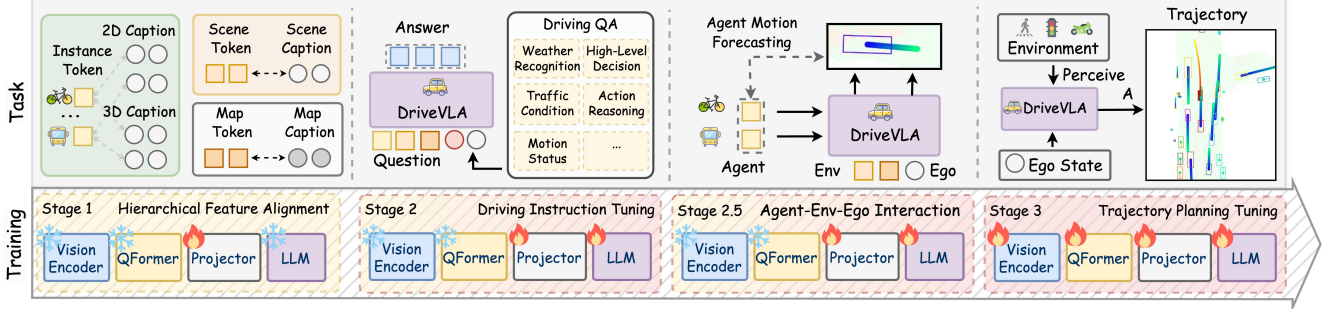 Task
2D Caption
Instance
Token
...
3D Caption
Scene
Token
Scene
Caption
Map
Token
Map
Caption
Answer
DriveVLA
Question
Driving QA
Weather
Recognition
High-Level
Decision
Traffic
Condition
Action
Reasoning
Motion
Status
...
Agent Motion
Forecasting
DriveVLA
Agent
Env
Ego
Environment
Perceive
DriveVLA
A
Ego State
Trajectory
Training
Stage 1
Hierarchical Feature Alignment
Vision
Encoder
QFormer
Projector
LLM
Stage 2
Driving Instruction Tuning
Vision
Encoder
QFormer
Projector
LLM
Stage 2.5
Agent-Env-Ego Interaction
Vision
Encoder
QFormer
Projector
LLM
Stage 3
Trajectory Planning Tuning
Vision
Encoder
QFormer
Projector
LLM